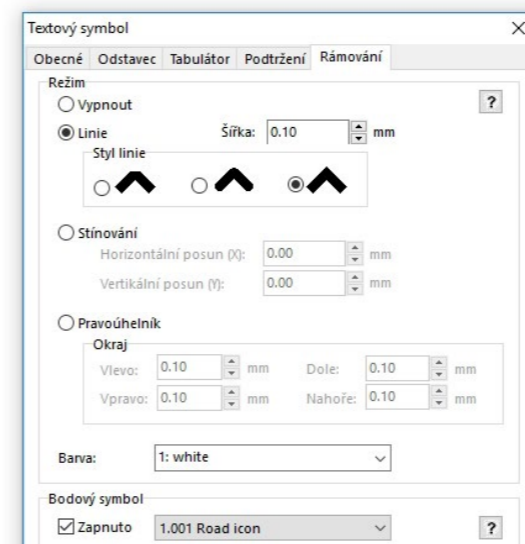 Textový symbol
Obecné Odstavec Tabulátor Podtržení Rámování
Režim
Vypnout ?
Linie Šířka: 0.10 mm
Styl linie
Stínování
Horizontální posun (X): 0.00 mm
Vertikální posun (Y): 0.00 mm
Pravoúhelník
Okraj
Vlevo: 0.10 mm Dole: 0.10 mm
Vpravo: 0.10 mm Nahoře: 0.10 mm
Barva: 1: white
Bodový symbol
Zapnuto 1.001 Road icon ?